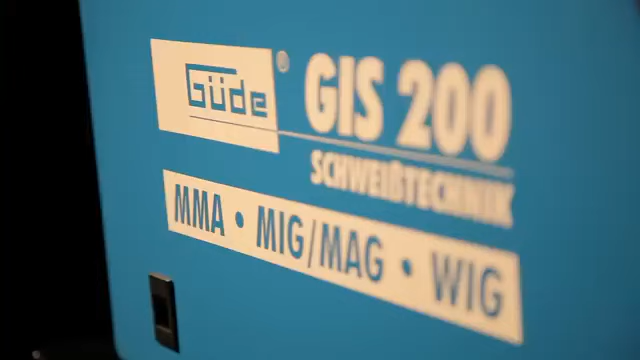 Güde GIS 200
SCHWEIßTECHNIK
MMA • MIG/MAG • WIG